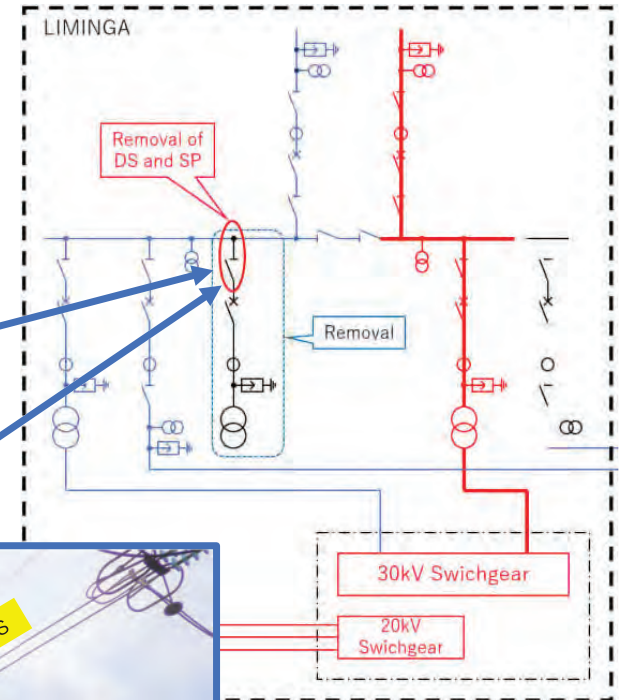 LIMINGA
Removal of
DS and SP
Removal
30kV Swichgear
20kV
Swichgear